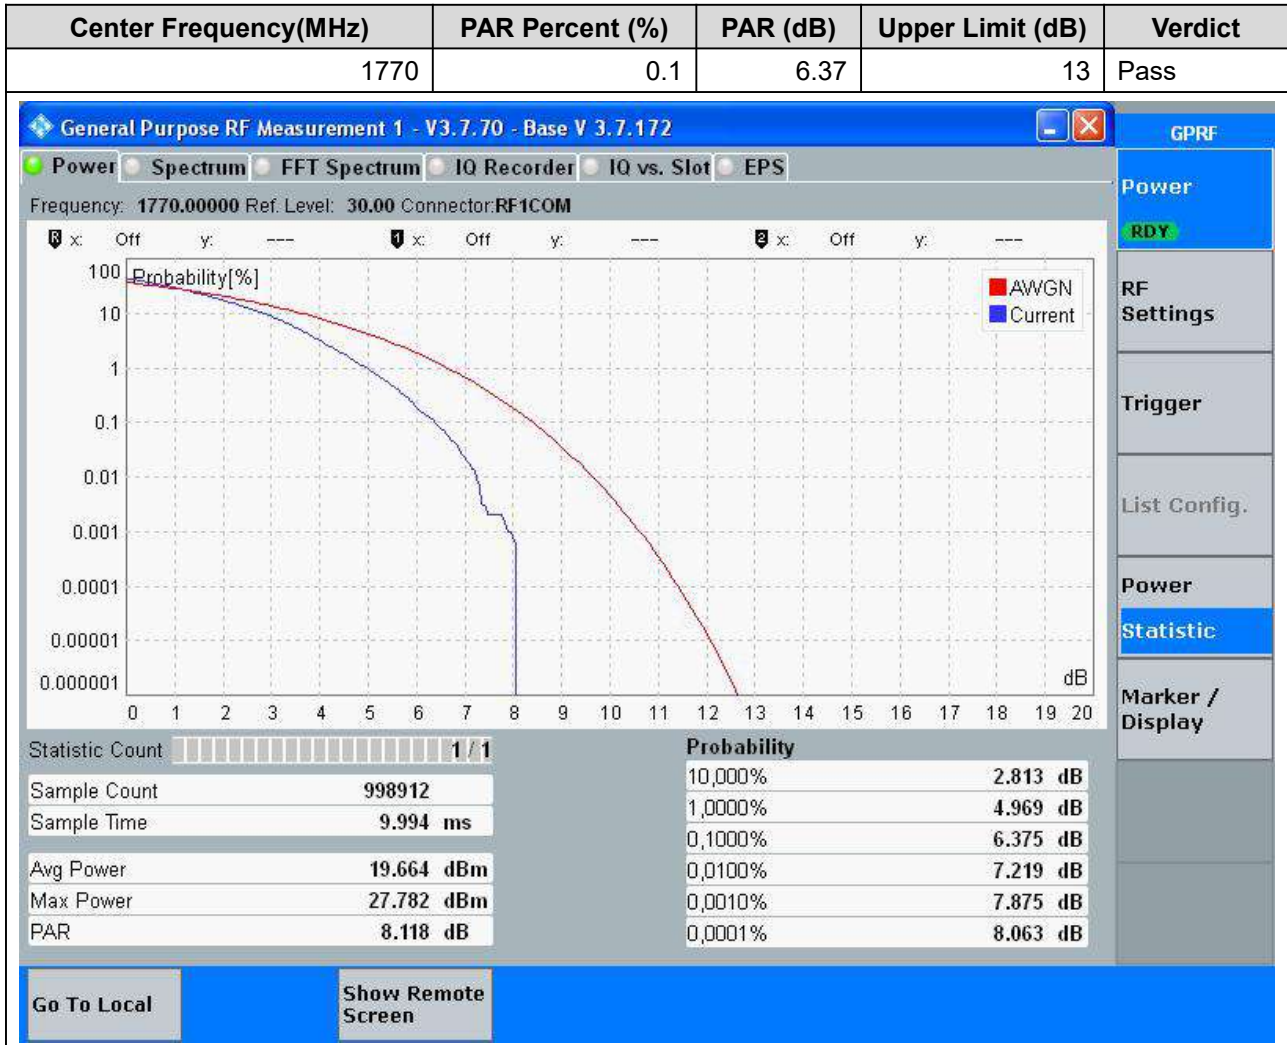 Center Frequency(MHz) PAR Percent (%) PAR (dB) Upper Limit (dB) Verdict
1770 0.1 6.37 13 Pass
General Purpose RF Measurement 1 - V3.7.70 - Base V 3.7.172
GPRF
Power Spectrum FFT Spectrum IQ Recorder IQ vs. Slot EPS
Frequency: 1770.00000 Ref. Level: 30.00 Connector:RF1COM
R x: Off y: --- 1 x: Off y: --- 2 x: Off y: ---
Probability[%]
AWGN
Current
100
10
1
0.1
0.01
0.001
0.0001
0.00001
0.000001
dB
0 1 2 3 4 5 6 7 8 9 10 11 12 13 14 15 16 17 18 19 20
Statistic Count 1 / 1
Sample Count 998912
Sample Time 9.994 ms
Avg Power 19.664 dBm
Max Power 27.782 dBm
PAR 8.118 dB
Probability
10,000% 2.813 dB
1,0000% 4.969 dB
0,1000% 6.375 dB
0,0100% 7.219 dB
0,0010% 7.875 dB
0,0001% 8.063 dB
Power
RDY
RF
Settings
Trigger
List Config.
Power
Statistic
Marker /
Display
Go To Local
Show Remote
Screen